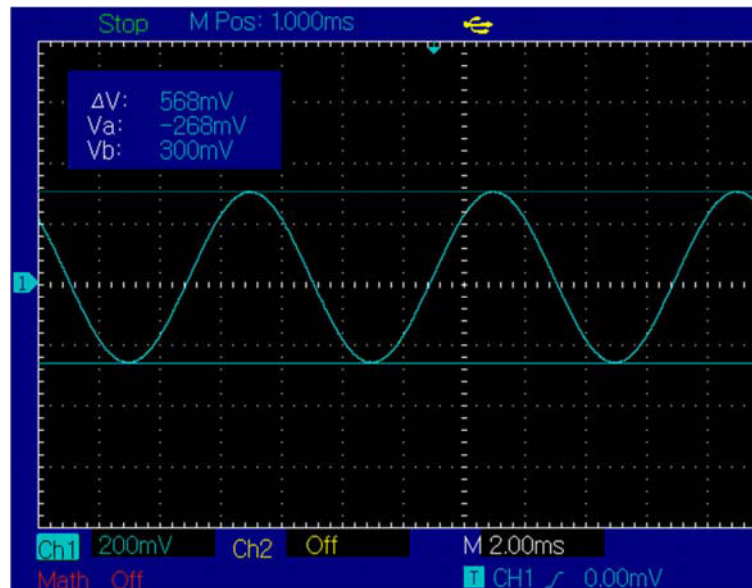 Stop M Pos: 1.000ms
ΔV: 568mV
Va: -268mV
Vb: 300mV
1
Ch1 200mV Ch2 Off M 2.00ms
Math Off T CH1 0.00mV